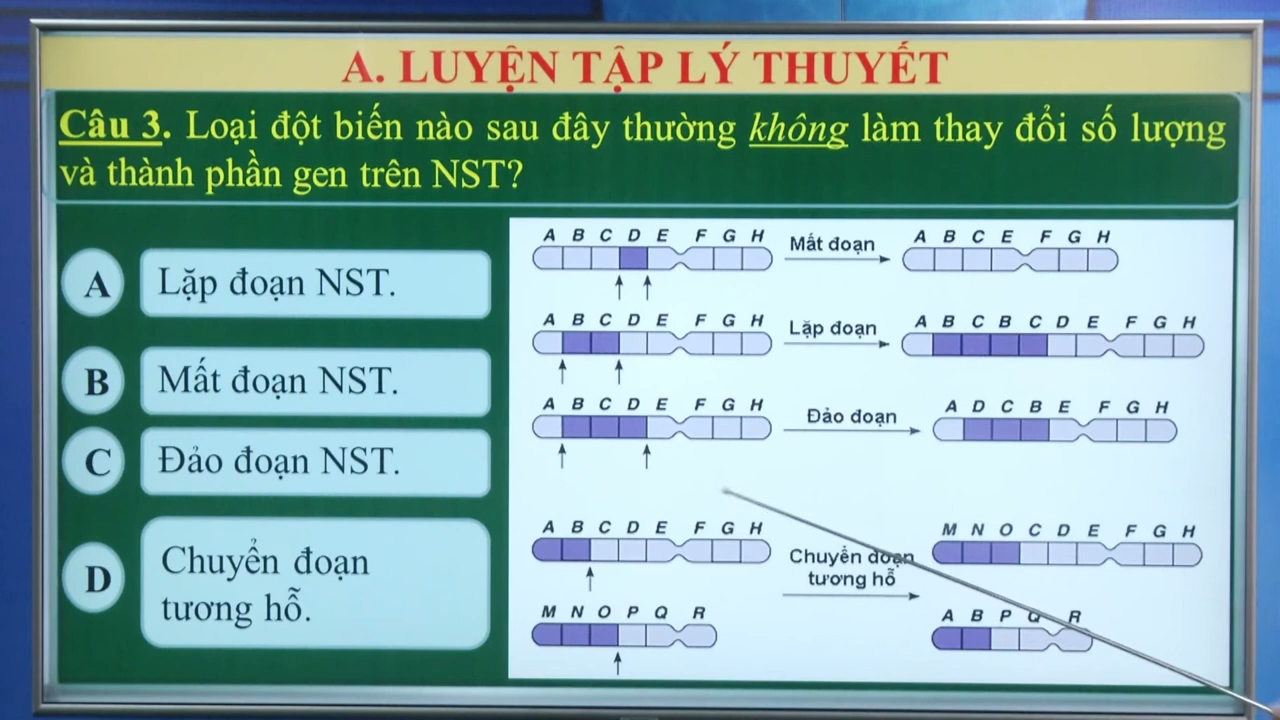 A. LUYỆN TẬP LÝ THUYẾT
Câu 3. Loại đột biến nào sau đây thường không làm thay đổi số lượng
và thành phần gen trên NST?
A Lặp đoạn NST.
B Mất đoạn NST.
C Đảo đoạn NST.
D Chuyển đoạn
tương hỗ.
A B C D E F G H
Mất đoạn
A B C E F G H
A B C D E F G H
Lặp đoạn
A B C B C D E F G H
A B C D E F G H
Đảo đoạn
A D C B E F G H
A B C D E F G H
Chuyển đoạn
tương hỗ
M N O C D E F G H
M N O P Q R
A B P Q R